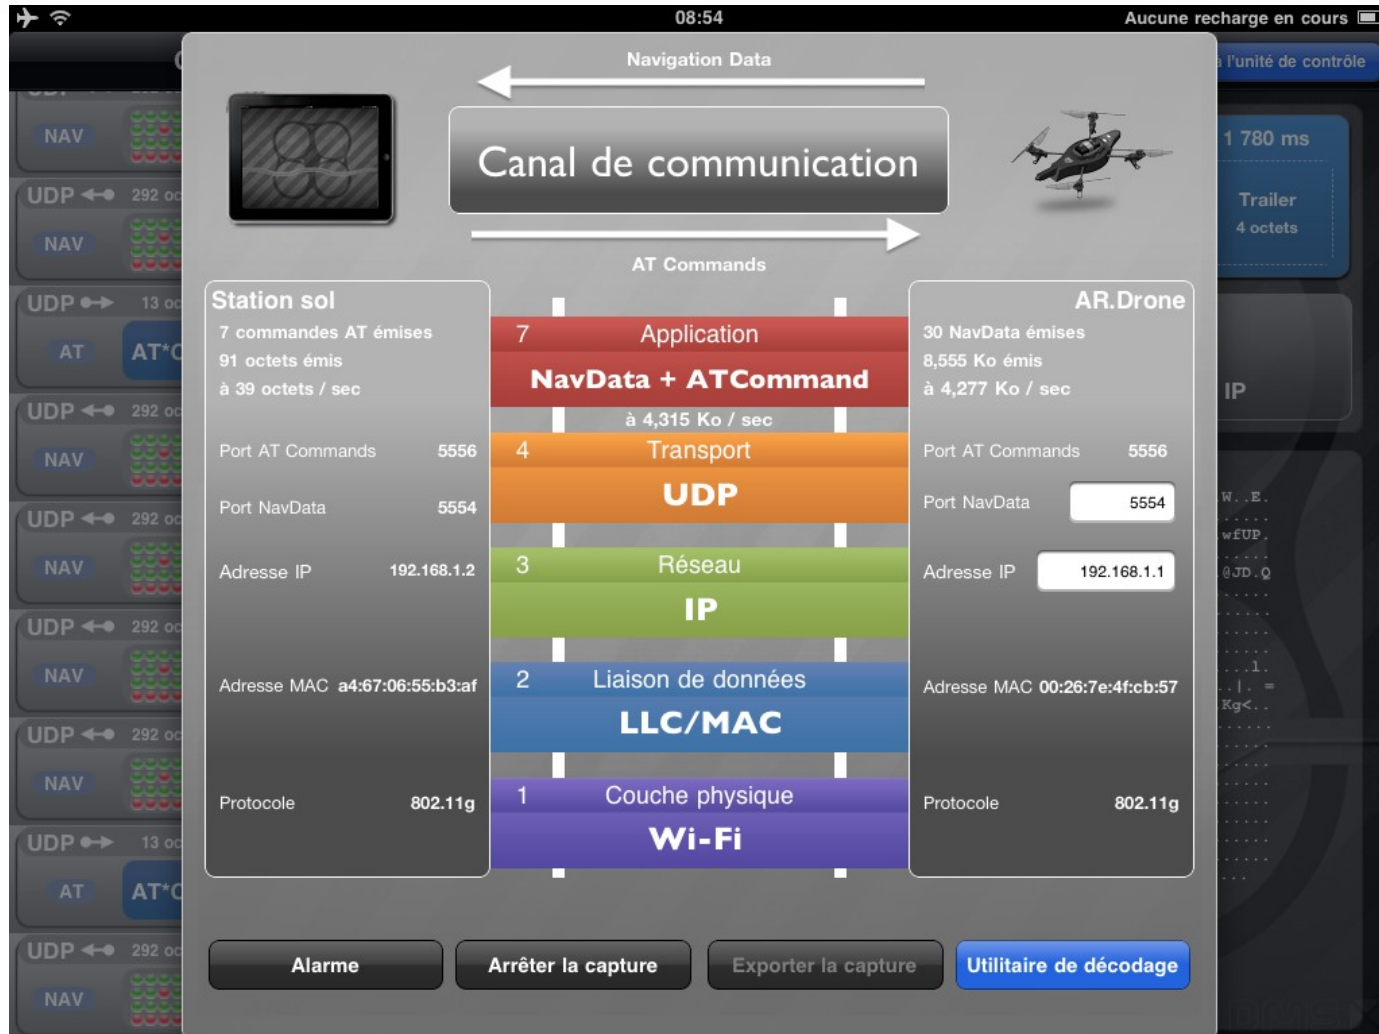 08:54
Aucune recharge en cours
Navigation Data
Canal de communication
AT Commands
à l'unité de contrôle
1 780 ms
Trailer
4 octets
IP
Station sol
7 commandes AT émises
91 octets émis
à 39 octets / sec
Port AT Commands 5556
Port NavData 5554
Adresse IP 192.168.1.2
Adresse MAC a4:67:06:55:b3:af
Protocole 802.11g
7 Application
NavData + ATCommand
à 4,315 Ko / sec
4 Transport
UDP
3 Réseau
IP
2 Liaison de données
LLC/MAC
1 Couche physique
Wi-Fi
AR.Drone
30 NavData émises
8,555 Ko émis
à 4,277 Ko / sec
Port AT Commands 5556
Port NavData 5554
Adresse IP 192.168.1.1
Adresse MAC 00:26:7e:4f:cb:57
Protocole 802.11g
NAV
UDP 292 oc
NAV
UDP 13 oc
AT AT*C
UDP 292 oc
NAV
UDP 292 oc
NAV
UDP 292 oc
NAV
UDP 292 oc
NAV
UDP 13 oc
AT AT*C
UDP 292 oc
NAV
.W..E.
.wfUP.
.@JD.Q
...l.
..|. =
.Kg<..
Alarme
Arrêter la capture
Exporter la capture
Utilitaire de décodage